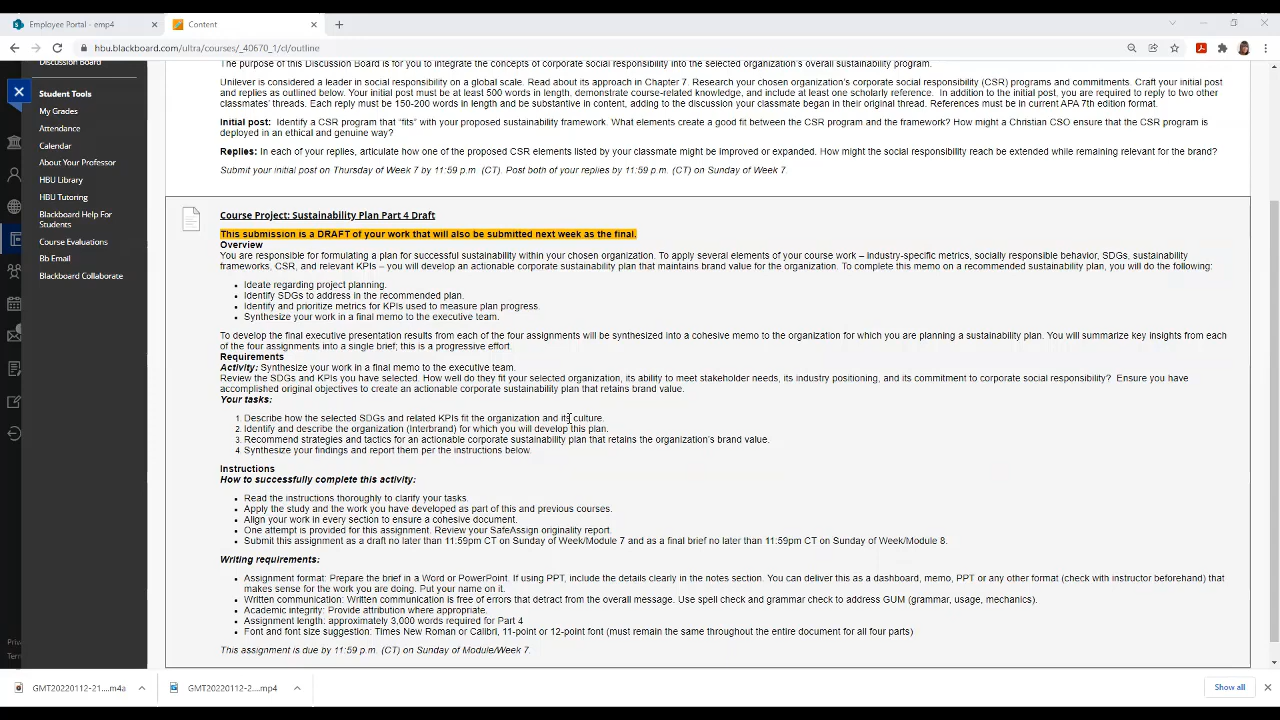 Employee Portal - emp4
Content
hbu.blackboard.com/ultra/courses/_40670_1/cl/outline
Discussion Board
Student Tools
My Grades
Attendance
Calendar
About Your Professor
HBU Library
HBU Tutoring
Blackboard Help For
Students
Course Evaluations
Bb Email
Blackboard Collaborate
The purpose of this Discussion Board is for you to integrate the concepts of corporate social responsibility into the selected organization's overall sustainability program.
Unilever is considered a leader in social responsibility on a global scale. Read about its approach in Chapter 7. Research your chosen organization's corporate social responsibility (CSR) programs and commitments. Craft your initial post
and replies as outlined below. Your initial post must be at least 500 words in length, demonstrate course-related knowledge, and include at least one scholarly reference. In addition to the initial post, you are required to reply to two other
classmates' threads. Each reply must be 150-200 words in length and be substantive in content, adding to the discussion your classmate began in their original thread. References must be in current APA 7th edition format.
Initial post: Identify a CSR program that "fits" with your proposed sustainability framework. What elements create a good fit between the CSR program and the framework? How might a Christian CSO ensure that the CSR program is
deployed in an ethical and genuine way?
Replies: In each of your replies, articulate how one of the proposed CSR elements listed by your classmate might be improved or expanded. How might the social responsibility reach be extended while remaining relevant for the brand?
Submit your initial post on Thursday of Week 7 by 11:59 p.m. (CT). Post both of your replies by 11:59 p.m. (CT) on Sunday of Week 7.
Course Project: Sustainability Plan Part 4 Draft
This submission is a DRAFT of your work that will also be submitted next week as the final.
Overview
You are responsible for formulating a plan for successful sustainability within your chosen organization. To apply several elements of your course work – industry-specific metrics, socially responsible behavior, SDGs, sustainability
frameworks, CSR, and relevant KPIs – you will develop an actionable corporate sustainability plan that maintains brand value for the organization. To complete this memo on a recommended sustainability plan, you will do the following:
• Ideate regarding project planning.
• Identify SDGs to address in the recommended plan.
• Identify and prioritize metrics for KPIs used to measure plan progress.
• Synthesize your work in a final memo to the executive team.
To develop the final executive presentation results from each of the four assignments will be synthesized into a cohesive memo to the organization for which you are planning a sustainability plan. You will summarize key insights from each
of the four assignments into a single brief; this is a progressive effort.
Requirements
Activity: Synthesize your work in a final memo to the executive team.
Review the SDGs and KPIs you have selected. How well do they fit your selected organization, its ability to meet stakeholder needs, its industry positioning, and its commitment to corporate social responsibility? Ensure you have
accomplished original objectives to create an actionable corporate sustainability plan that retains brand value.
Your tasks:
1. Describe how the selected SDGs and related KPIs fit the organization and its culture.
2. Identify and describe the organization (Interbrand) for which you will develop this plan.
3. Recommend strategies and tactics for an actionable corporate sustainability plan that retains the organization's brand value.
4. Synthesize your findings and report them per the instructions below.
Instructions
How to successfully complete this activity:
• Read the instructions thoroughly to clarify your tasks.
• Apply the study and the work you have developed as part of this and previous courses.
• Align your work in every section to ensure a cohesive document.
• One attempt is provided for this assignment. Review your SafeAssign originality report.
• Submit this assignment as a draft no later than 11:59pm CT on Sunday of Week/Module 7 and as a final brief no later than 11:59pm CT on Sunday of Week/Module 8.
Writing requirements:
• Assignment format: Prepare the brief in a Word or PowerPoint. If using PPT, include the details clearly in the notes section. You can deliver this as a dashboard, memo, PPT or any other format (check with instructor beforehand) that
makes sense for the work you are doing. Put your name on it.
• Written communication: Written communication is free of errors that detract from the overall message. Use spell check and grammar check to address GUM (grammar, usage, mechanics).
• Academic integrity: Provide attribution where appropriate.
• Assignment length: approximately 3,000 words required for Part 4
• Font and font size suggestion: Times New Roman or Calibri, 11-point or 12-point font (must remain the same throughout the entire document for all four parts)
This assignment is due by 11:59 p.m. (CT) on Sunday of Module/Week 7.
Priv
Tern
GMT20220112-21....m4a
GMT20220112-2....mp4
Show all